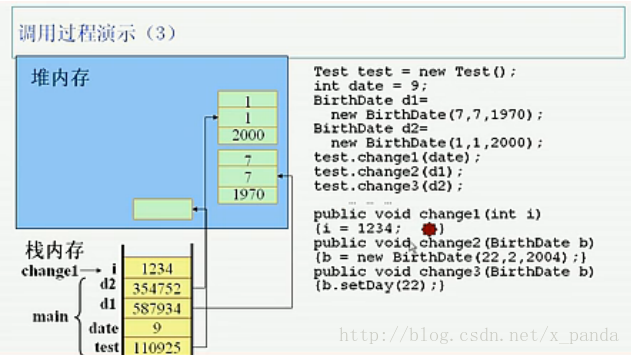 调用过程演示（3）
堆内存
1
1
2000
7
7
1970
栈内存
change1
i
1234
d2
354752
d1
587934
main
date
9
test
110925
Test test = new Test();
int date = 9;
BirthDate d1=
new BirthDate(7,7,1970);
BirthDate d2=
new BirthDate(1,1,2000);
test.change1(date);
test.change2(d1);
test.change3(d2);
… … …
public void change1(int i)
{i = 1234; }
public void change2(BirthDate b)
{b = new BirthDate(22,2,2004);}
public void change3(BirthDate b)
{b.setDay(22);}
http://blog.csdn.net/x_panda